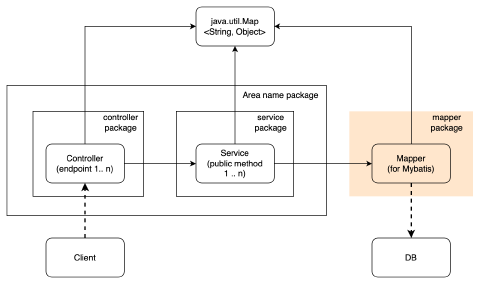 java.util.Map
<String, Object>
Area name package
controller
package
service
package
mapper
package
Controller
(endpoint 1.. n)
Service
(public method
1 .. n)
Mapper
(for Mybatis)
Client
DB